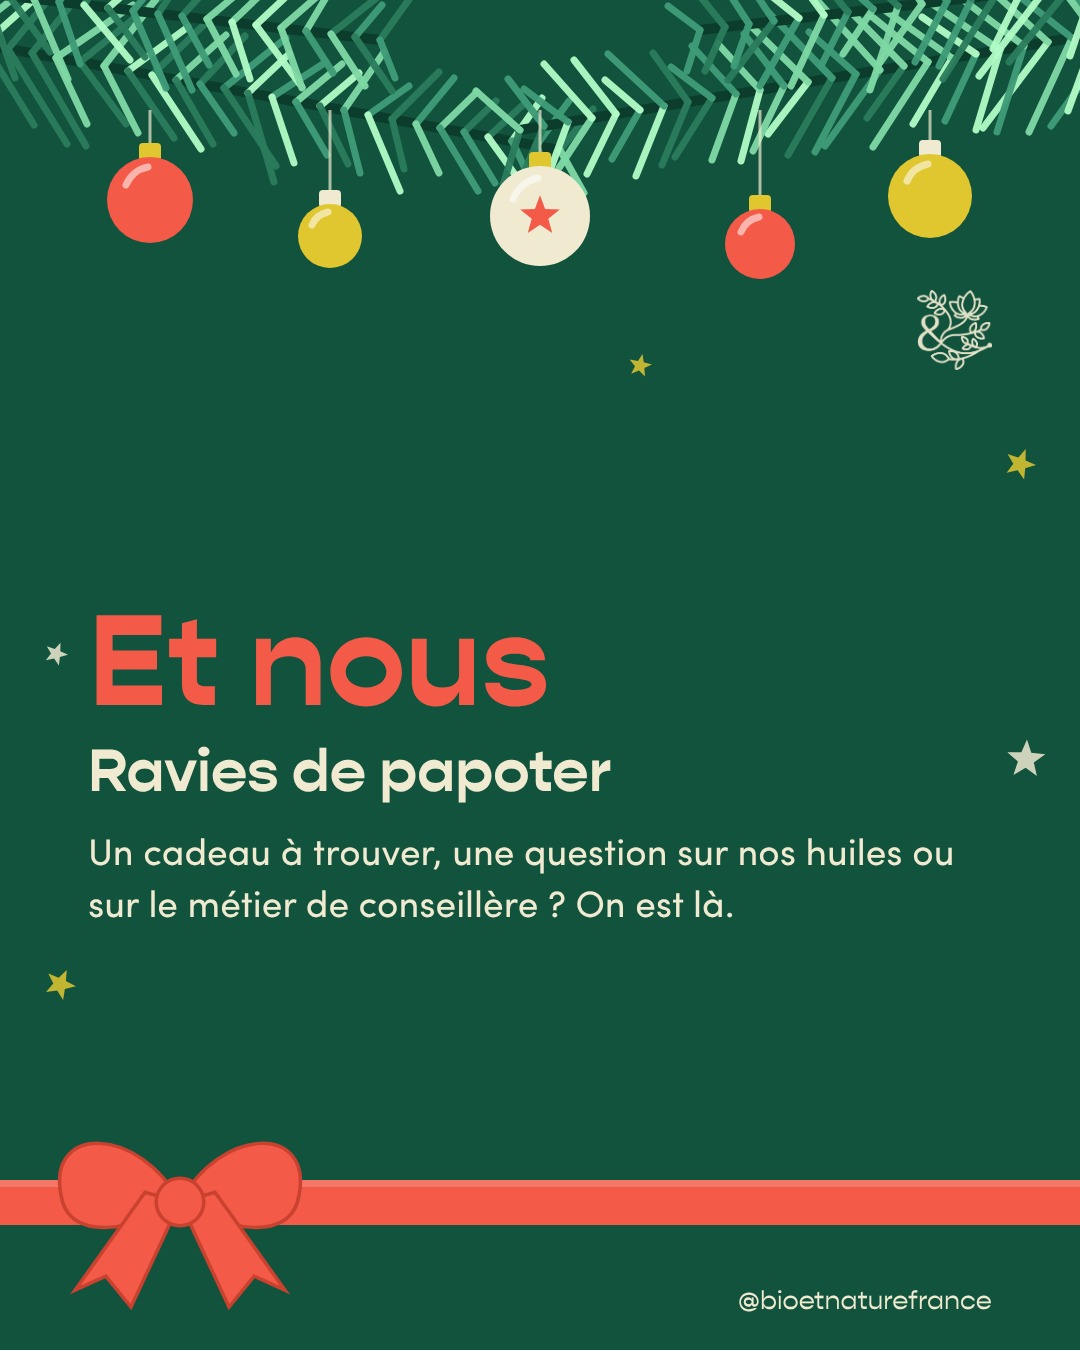 &
Et nous
Ravies de papoter
Un cadeau à trouver, une question sur nos huiles ou
sur le métier de conseillère ? On est là.
@bioetnaturefrance